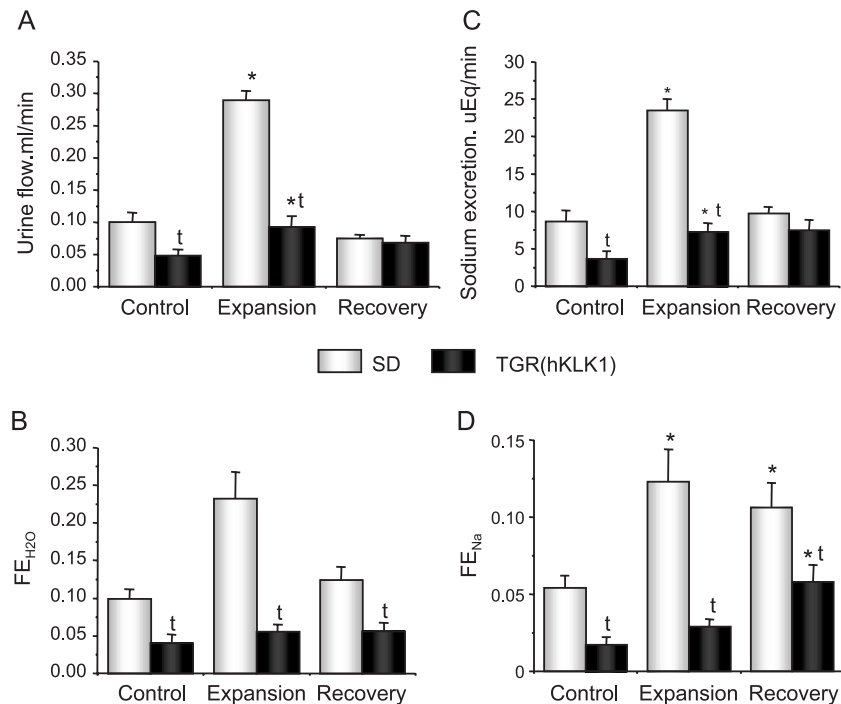 A
Urine flow.ml/min
0.35
0.30
0.25
0.20
0.15
0.10
0.05
0.00
*
t
*t
Control Expansion Recovery
C
Sodium excretion. uEq/min
30
25
20
15
10
5
0
*
t
* t
Control Expansion Recovery
SD TGR(hKLK1)
B
FEH2O
0.30
0.25
0.20
0.15
0.10
0.05
0.00
t
t
t
Control Expansion Recovery
D
FENa
0.15
0.10
0.05
0
*
*
t
t
* t
Control Expansion Recovery